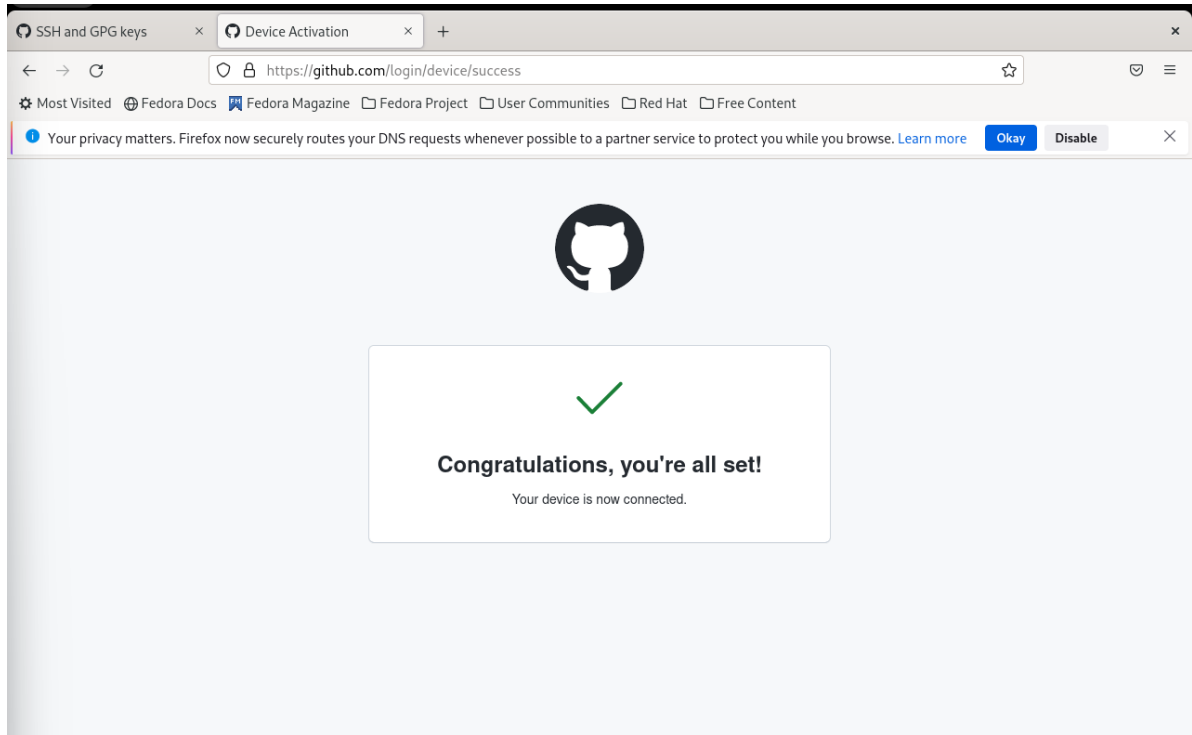 SSH and GPG keys
Device Activation
https://github.com/login/device/success
Most Visited Fedora Docs Fedora Magazine Fedora Project User Communities Red Hat Free Content
Your privacy matters. Firefox now securely routes your DNS requests whenever possible to a partner service to protect you while you browse. Learn more Okay Disable
Congratulations, you're all set!
Your device is now connected.